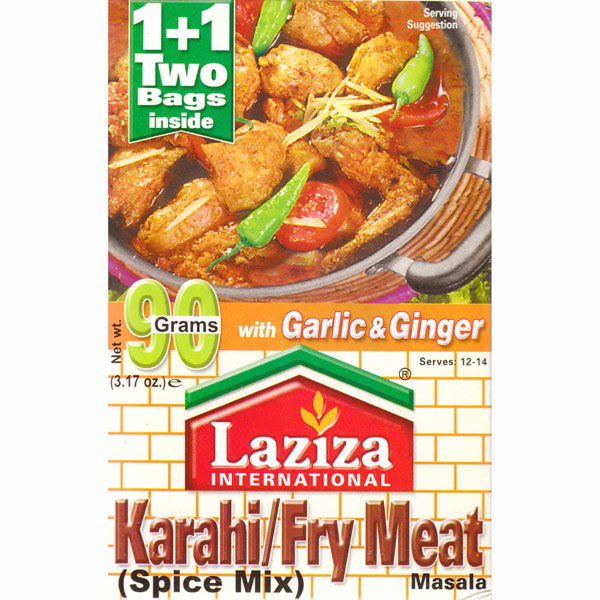 1+1
Two
Bags
inside
Serving
Suggestion
Net wt.
90
Grams
(3.17 oz.) e
with Garlic & Ginger
Serves: 12-14
®
Laziza
INTERNATIONAL
Karahi/Fry Meat
(Spice Mix)
Masala